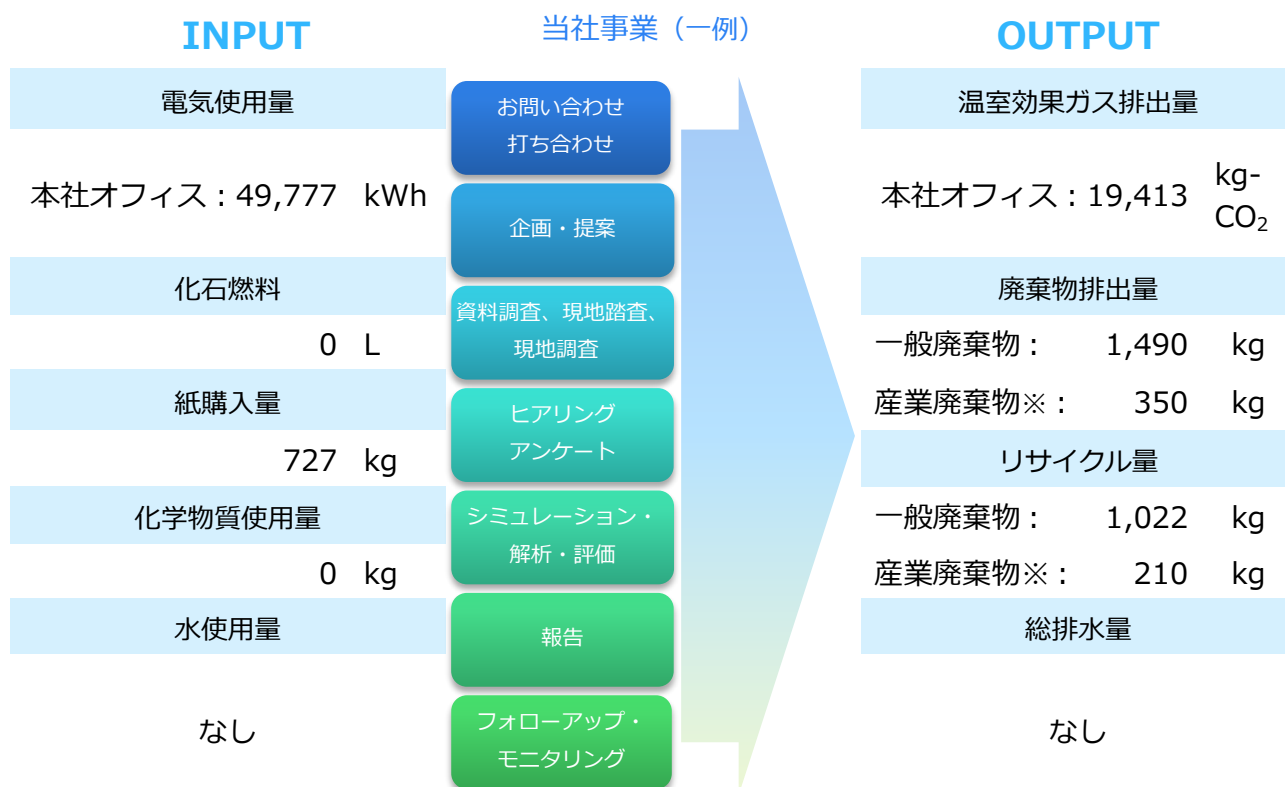 INPUT
電気使用量
本社オフィス：49,777 kWh
化石燃料
0 L
紙購入量
727 kg
化学物質使用量
0 kg
水使用量
なし
当社事業（一例）
お問い合わせ
打ち合わせ
企画・提案
資料調査、現地踏査、
現地調査
ヒアリング
アンケート
シミュレーション・
解析・評価
報告
フォローアップ・
モニタリング
OUTPUT
温室効果ガス排出量
本社オフィス：19,413 kg-
CO₂
廃棄物排出量
一般廃棄物： 1,490 kg
産業廃棄物※： 350 kg
リサイクル量
一般廃棄物： 1,022 kg
産業廃棄物※： 210 kg
総排水量
なし